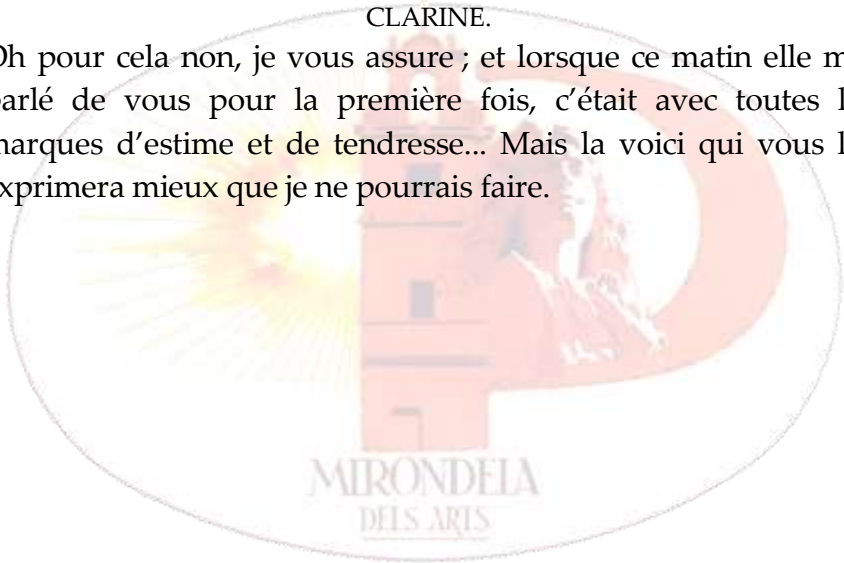 CLARINE.
Oh pour cela non, je vous assure ; et lorsque ce matin elle m
parlé de vous pour la première fois, c’était avec toutes l
marques d’estime et de tendresse... Mais la voici qui vous l
exprimera mieux que je ne pourrais faire.
MIRONDELA
DELS ARTS